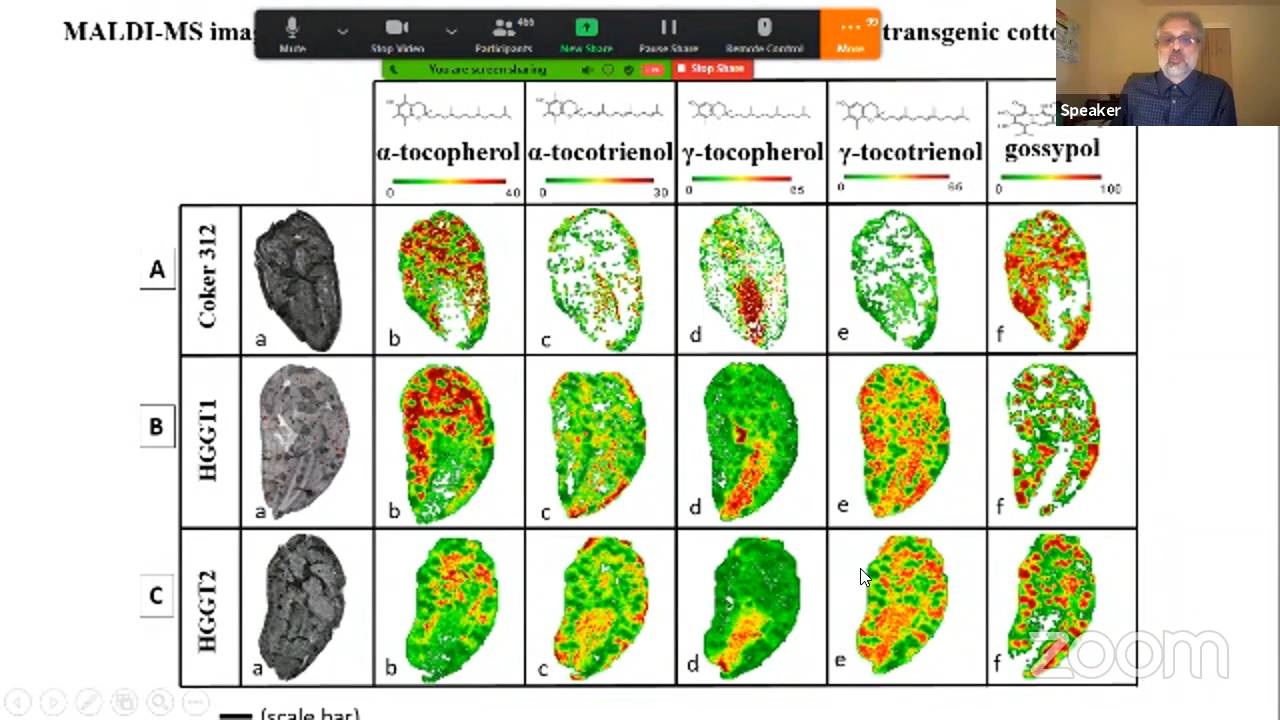 MALDI-MS imag
transgenic cotto
Mute
Stop Video
Participants
466
New Share
Pause Share
Remote Control
More
You are screen sharing
Stop Share
Speaker
α-tocopherol
α-tocotrienol
γ-tocopherol
γ-tocotrienol
gossypol
0 40
0 30
0
0 66
0 100
A
Coker 312
a
b
c
d
e
f
B
HGGT1
a
b
c
d
e
f
C
HGGT2
a
b
c
d
e
f
zoom
(scale bar)